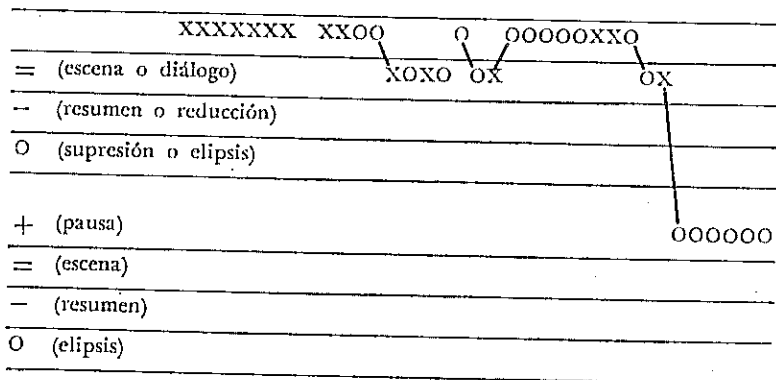 XXXXXXX XXOO O OOOOOXXO
= (escena o diálogo) XOXO OX OX
− (resumen o reducción)
O (supresión o elipsis)
+ (pausa) OOOOOO
= (escena)
− (resumen)
O (elipsis)